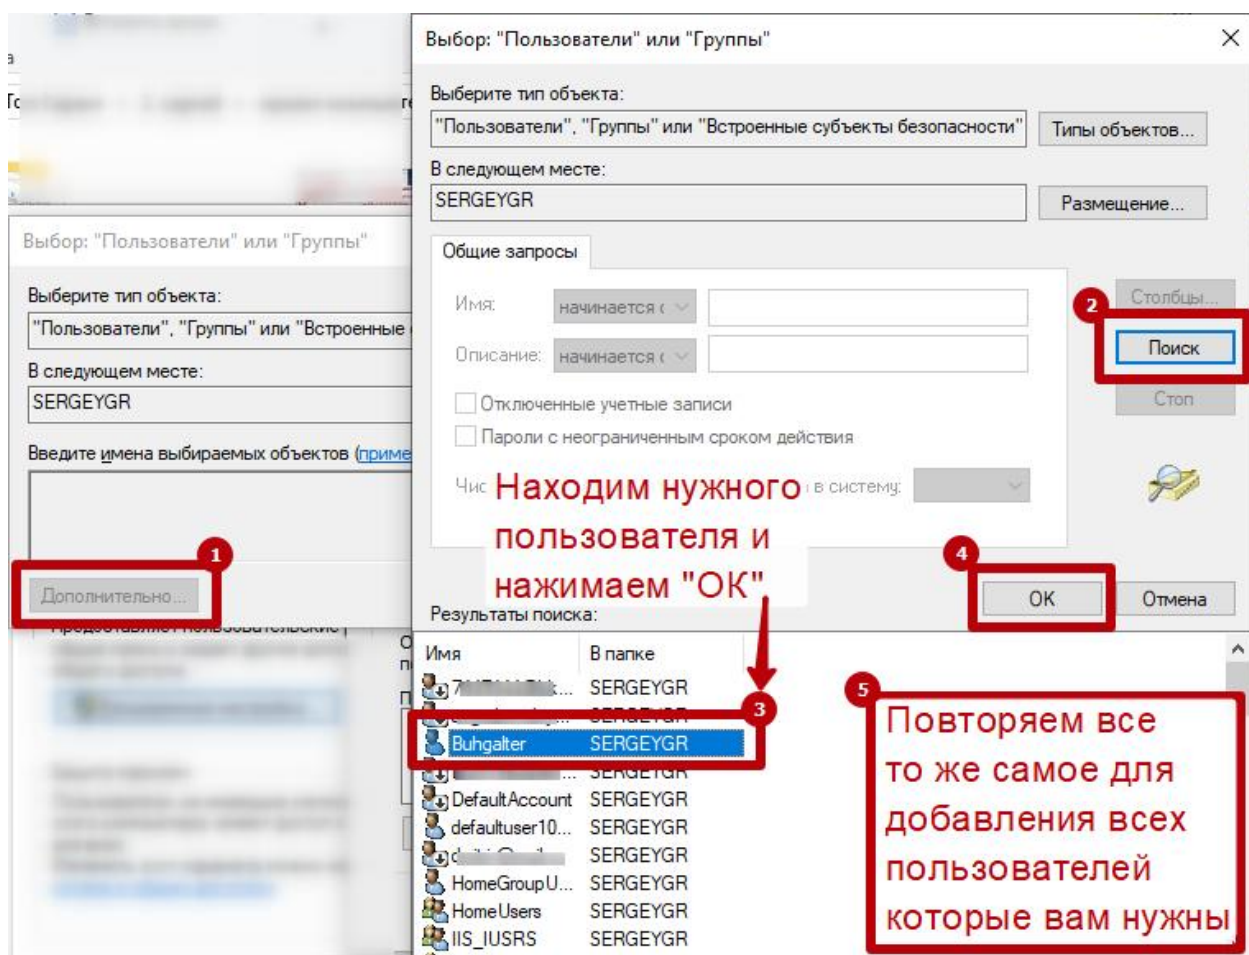 Выбор: "Пользователи" или "Группы"
Выберите тип объекта:
"Пользователи", "Группы" или "Встроенные субъекты безопасности"
Типы объектов...
В следующем месте:
SERGEYGR
Размещение...
Общие запросы
Имя:
начинается с
Описание:
начинается с
Отключенные учетные записи
Пароли с неограниченным сроком действия
в систему:
Столбцы...
2
Поиск
Стоп
Находим нужного
пользователя и
нажимаем "ОК"
4
OK
Отмена
Выбор: "Пользователи" или "Группы"
Выберите тип объекта:
"Пользователи", "Группы" или "Встроенные
В следующем месте:
SERGEYGR
Введите имена выбираемых объектов (приме
1
Дополнительно...
Результаты поиска:
Имя В папке
SERGEYGR
SERGEYGR
3
Buhgalter SERGEYGR
SERGEYGR
DefaultAccount SERGEYGR
defaultuser10... SERGEYGR
SERGEYGR
HomeGroupU... SERGEYGR
HomeUsers SERGEYGR
IIS_IUSRS SERGEYGR
5
Повторяем все
то же самое для
добавления всех
пользователей
которые вам нужны